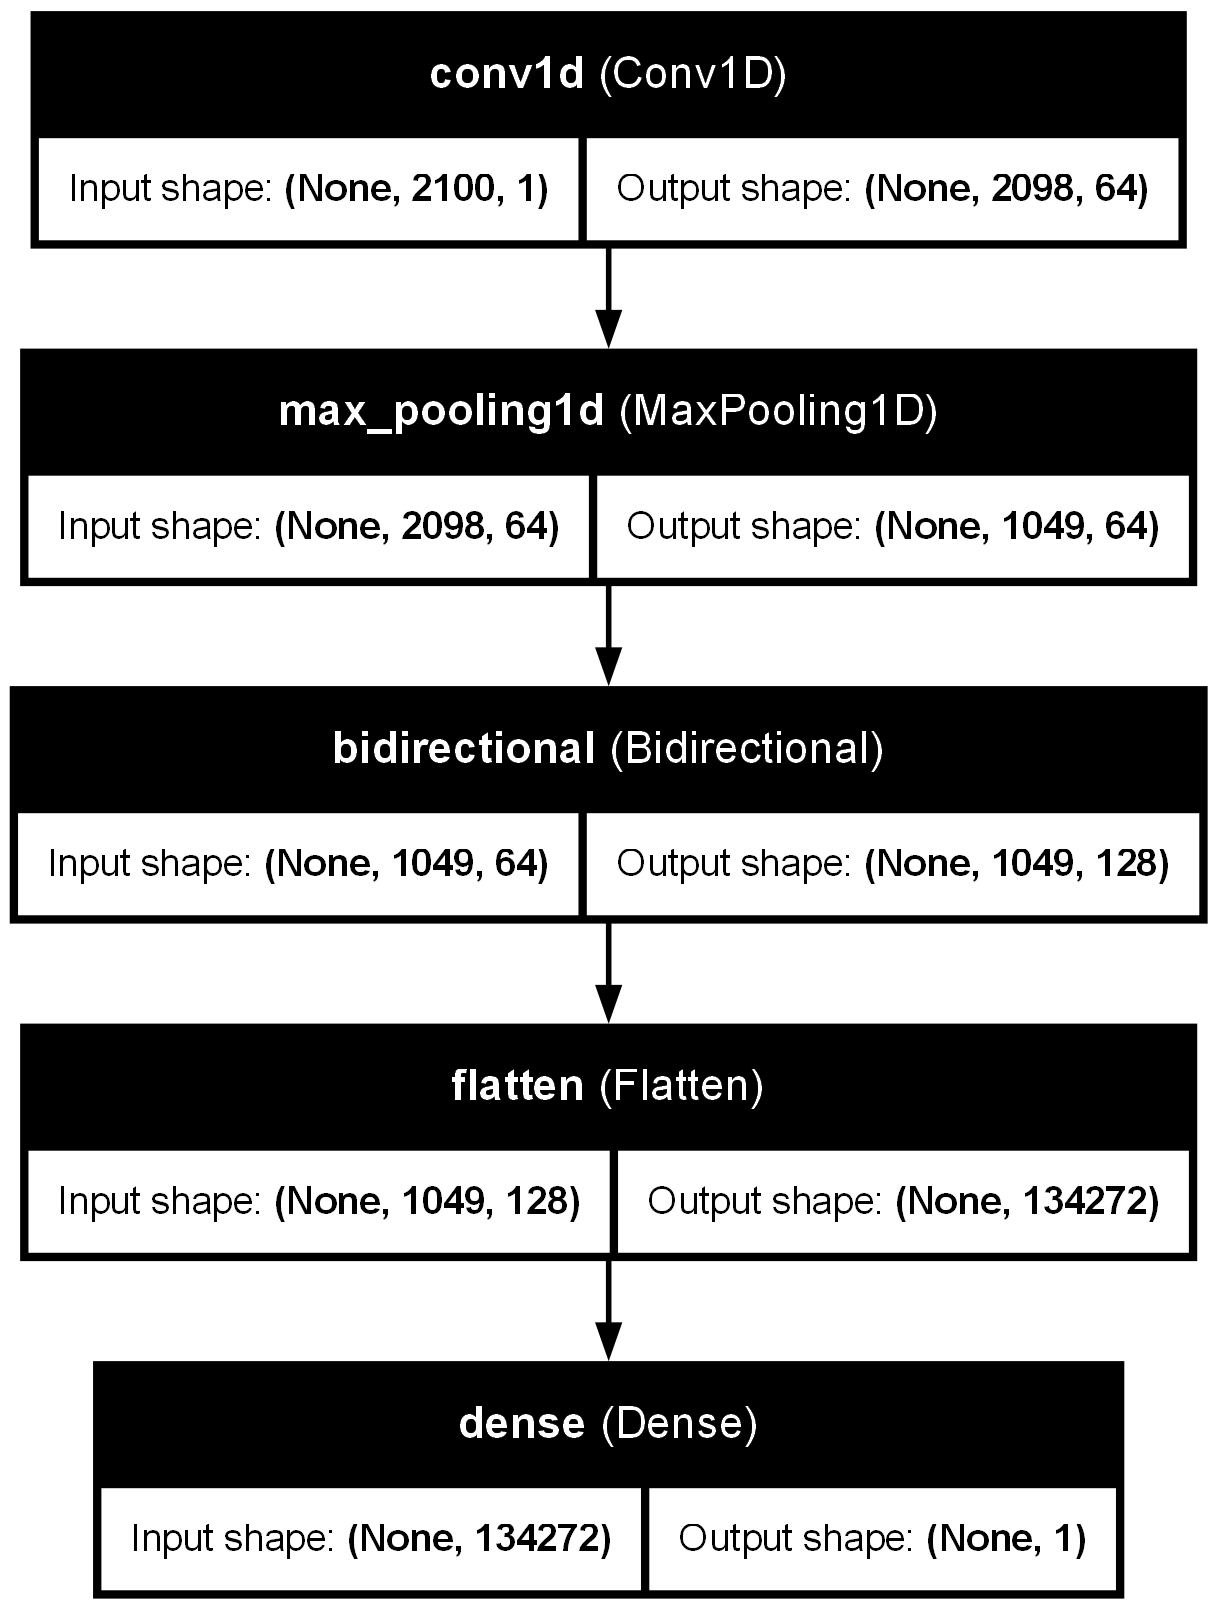 conv1d (Conv1D)
Input shape: (None, 2100, 1) Output shape: (None, 2098, 64)
max_pooling1d (MaxPooling1D)
Input shape: (None, 2098, 64) Output shape: (None, 1049, 64)
bidirectional (Bidirectional)
Input shape: (None, 1049, 64) Output shape: (None, 1049, 128)
flatten (Flatten)
Input shape: (None, 1049, 128) Output shape: (None, 134272)
dense (Dense)
Input shape: (None, 134272) Output shape: (None, 1)